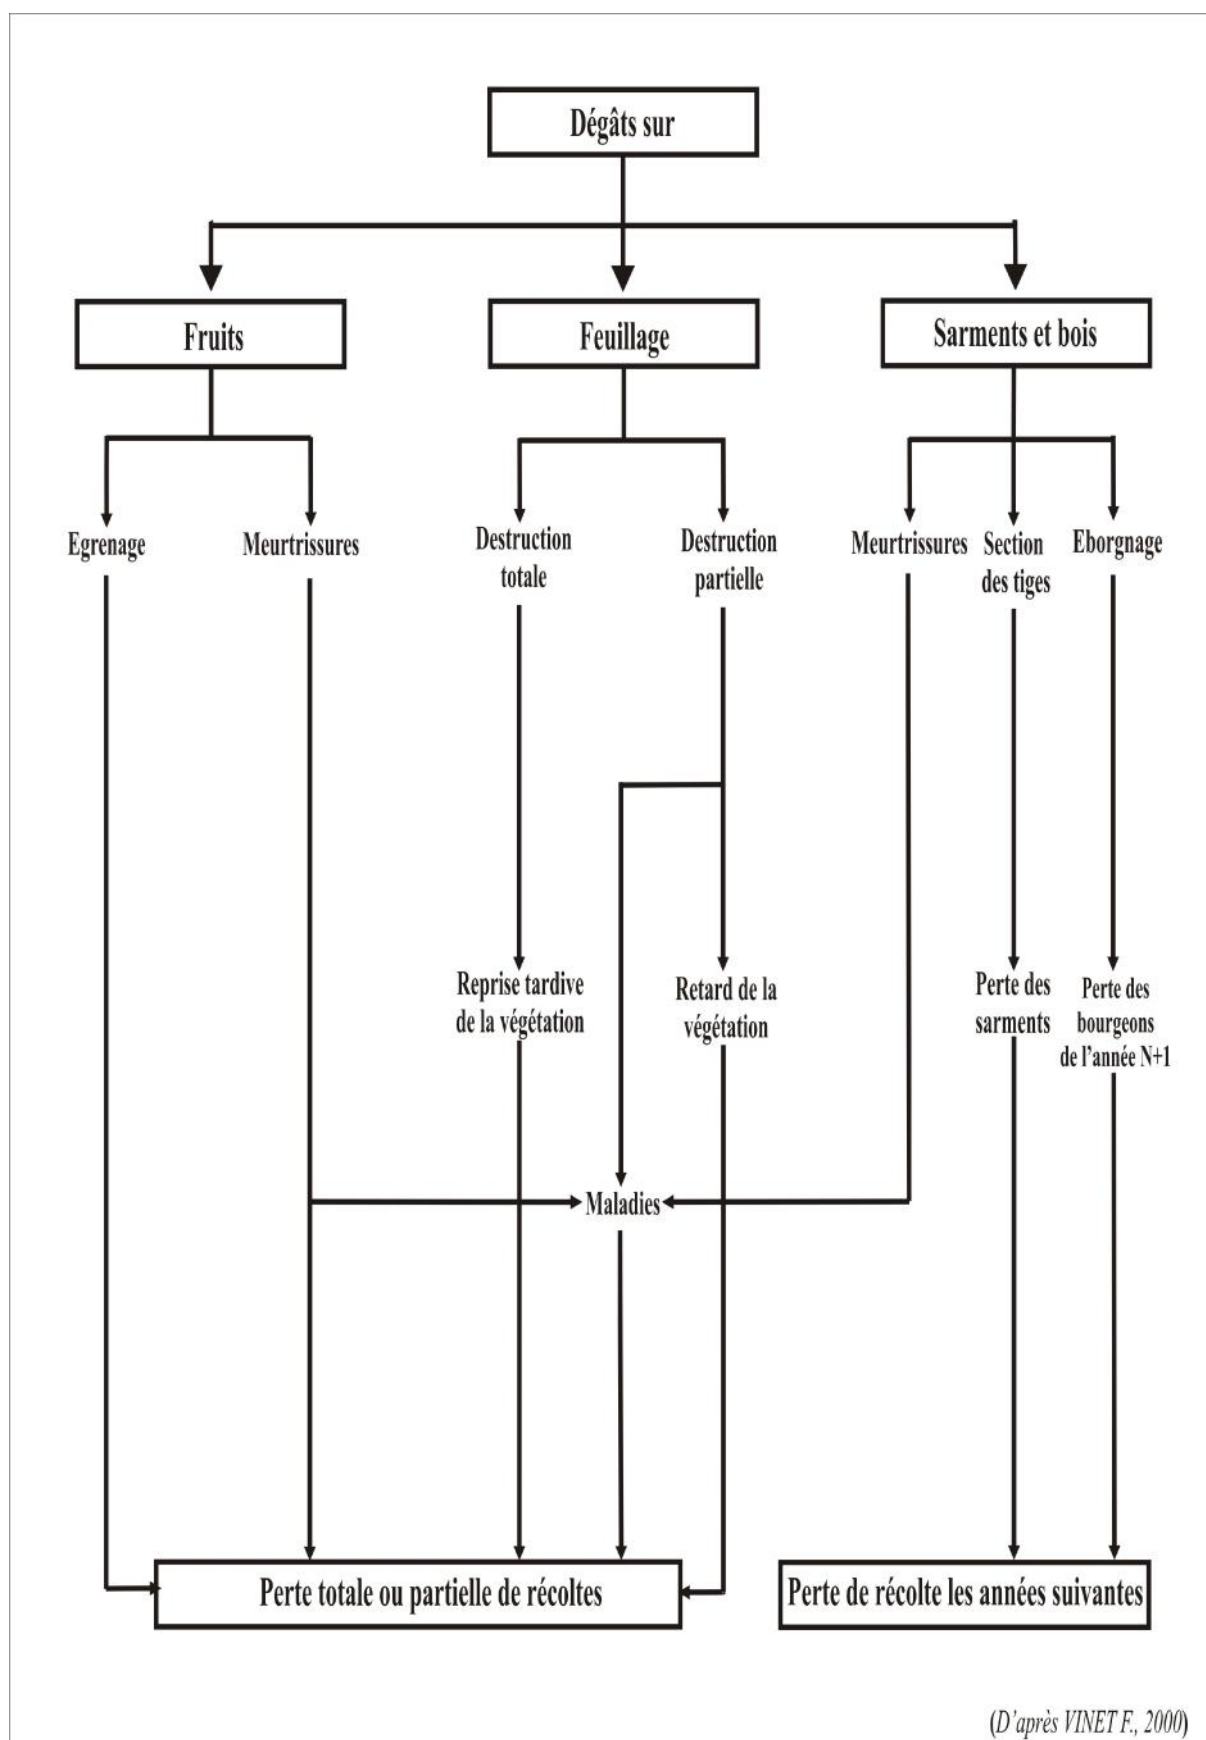 Dégâts sur
Fruits
Feuillage
Sarments et bois
Egrenage
Meurtrissures
Destruction
totale
Destruction
partielle
Meurtrissures
Section
des tiges
Eborgnage
Reprise tardive
de la végétation
Retard de la
végétation
Perte des
sarments
Perte des
bourgeons
de l'année N+1
Maladies
Perte totale ou partielle de récoltes
Perte de récolte les années suivantes
(D'après VINET F., 2000)